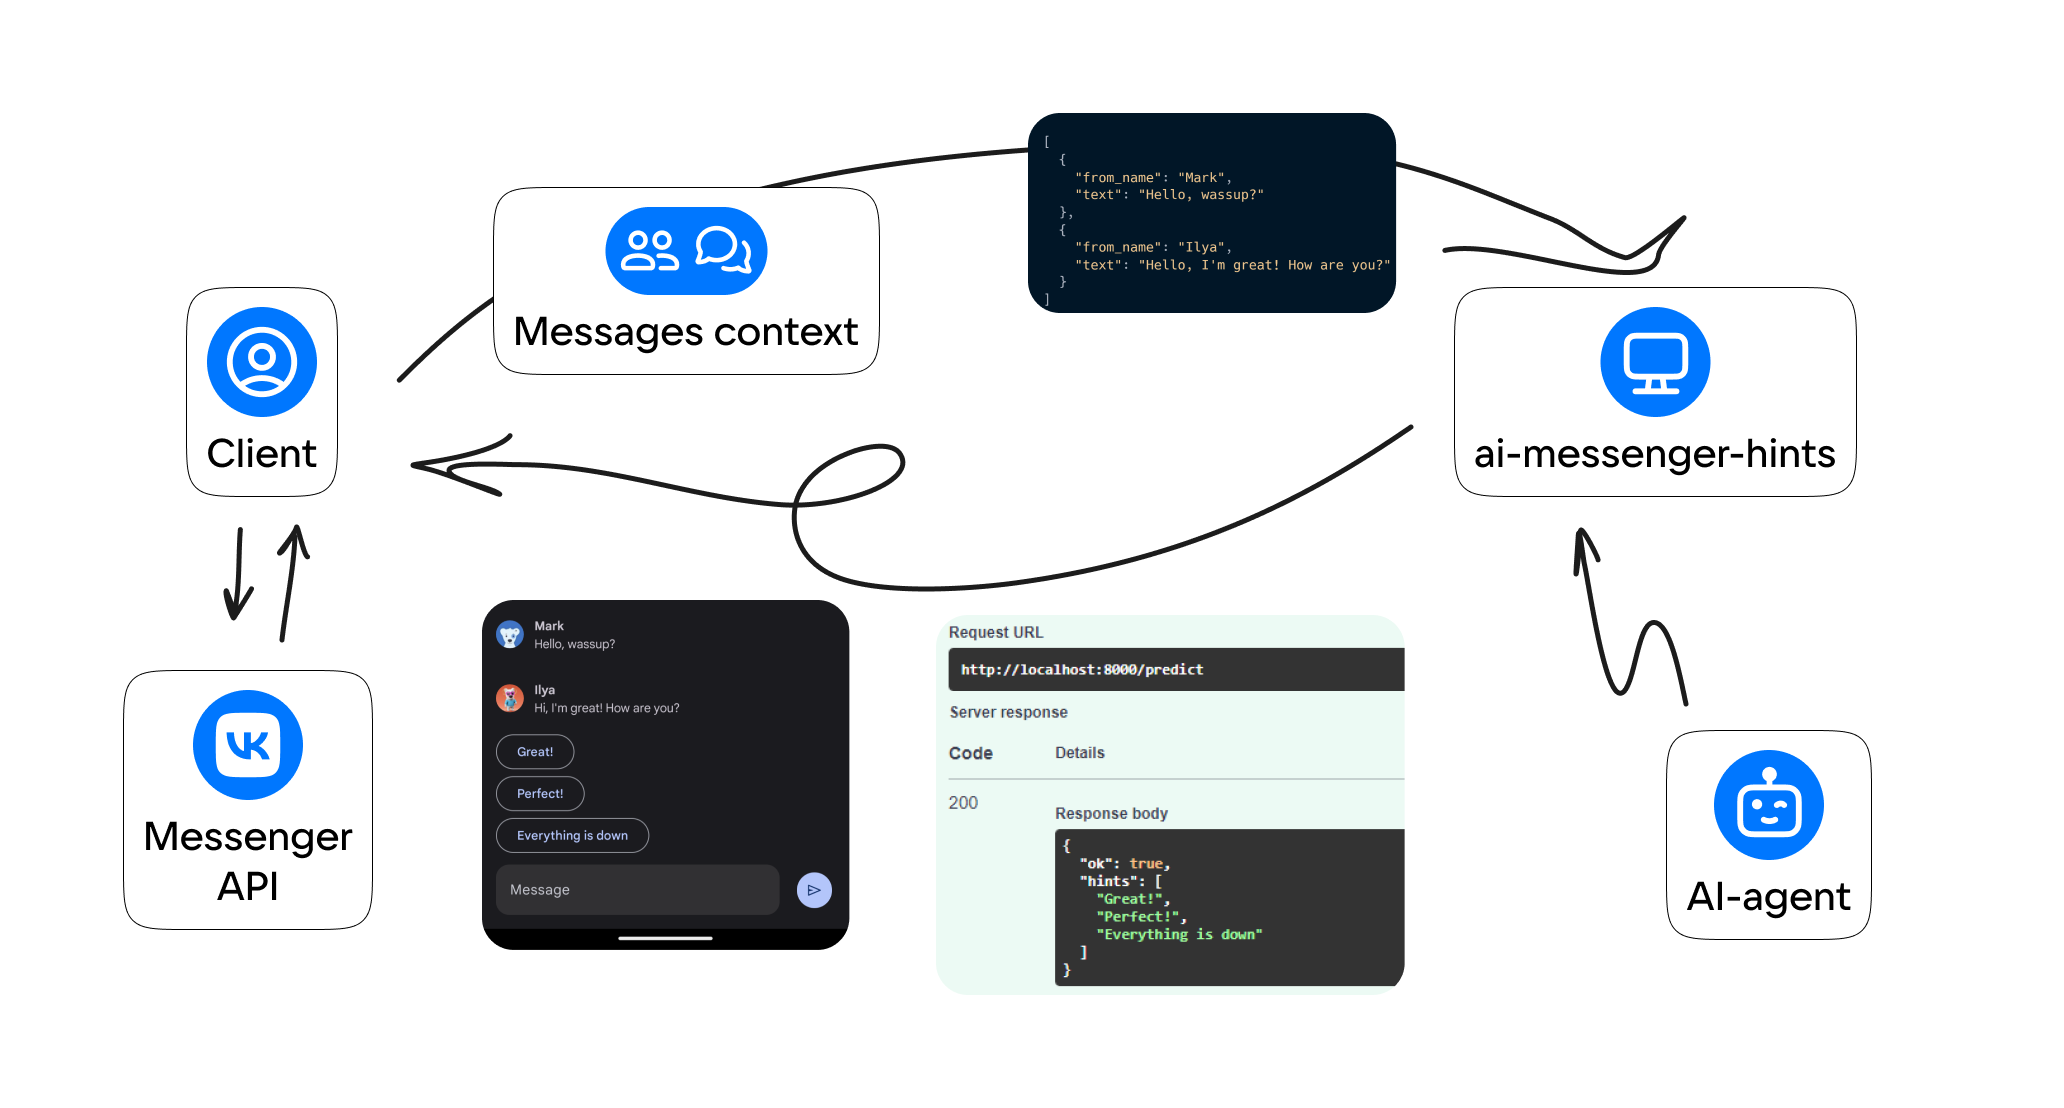 [
{
"from_name": "Mark",
"text": "Hello, wassup?"
},
{
"from_name": "Ilya",
"text": "Hello, I'm great! How are you?"
}
]
Messages context
Client
ai-messenger-hints
Messenger
API
Mark
Hello, wassup?
Ilya
Hi, I'm great! How are you?
Great!
Perfect!
Everything is down
Message
Request URL
http://localhost:8000/predict
Server response
Code Details
200
Response body
{
"ok": true,
"hints": [
"Great!",
"Perfect!",
"Everything is down"
]
}
AI-agent